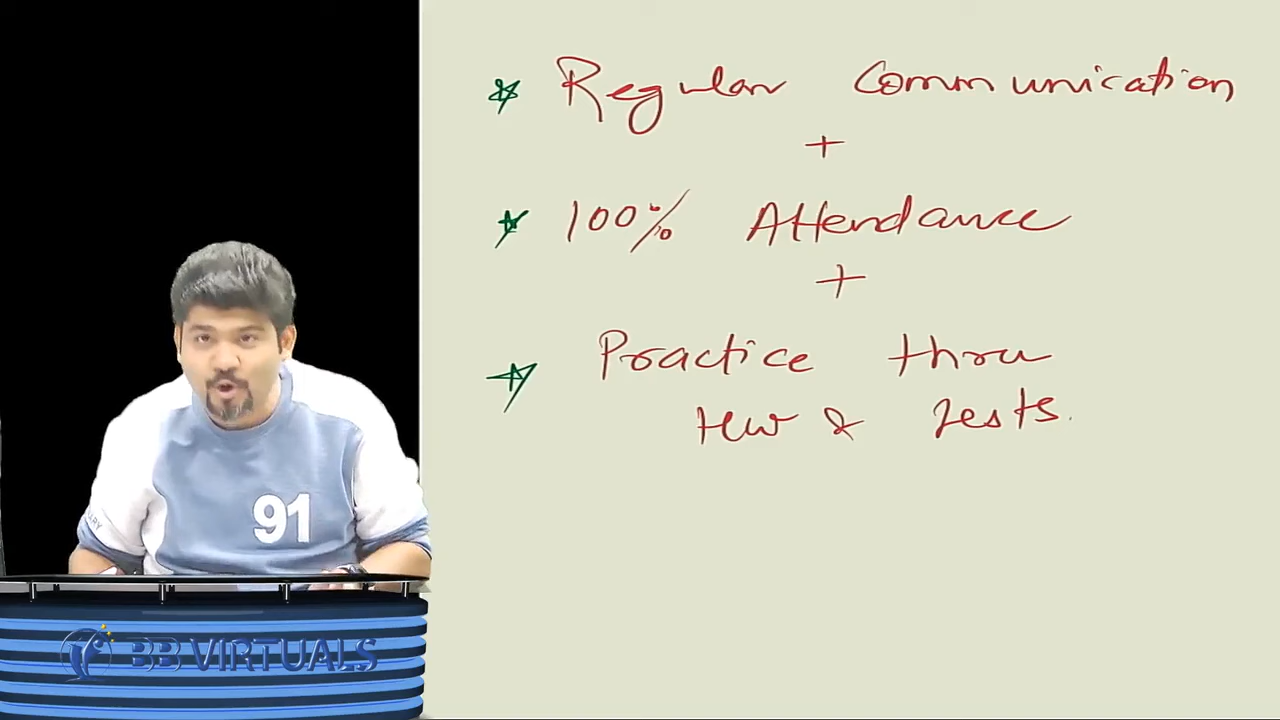 Regular Communication
+
100% Attendance
+
Practice thru
HW & Tests.
91
BB VIRTUALS